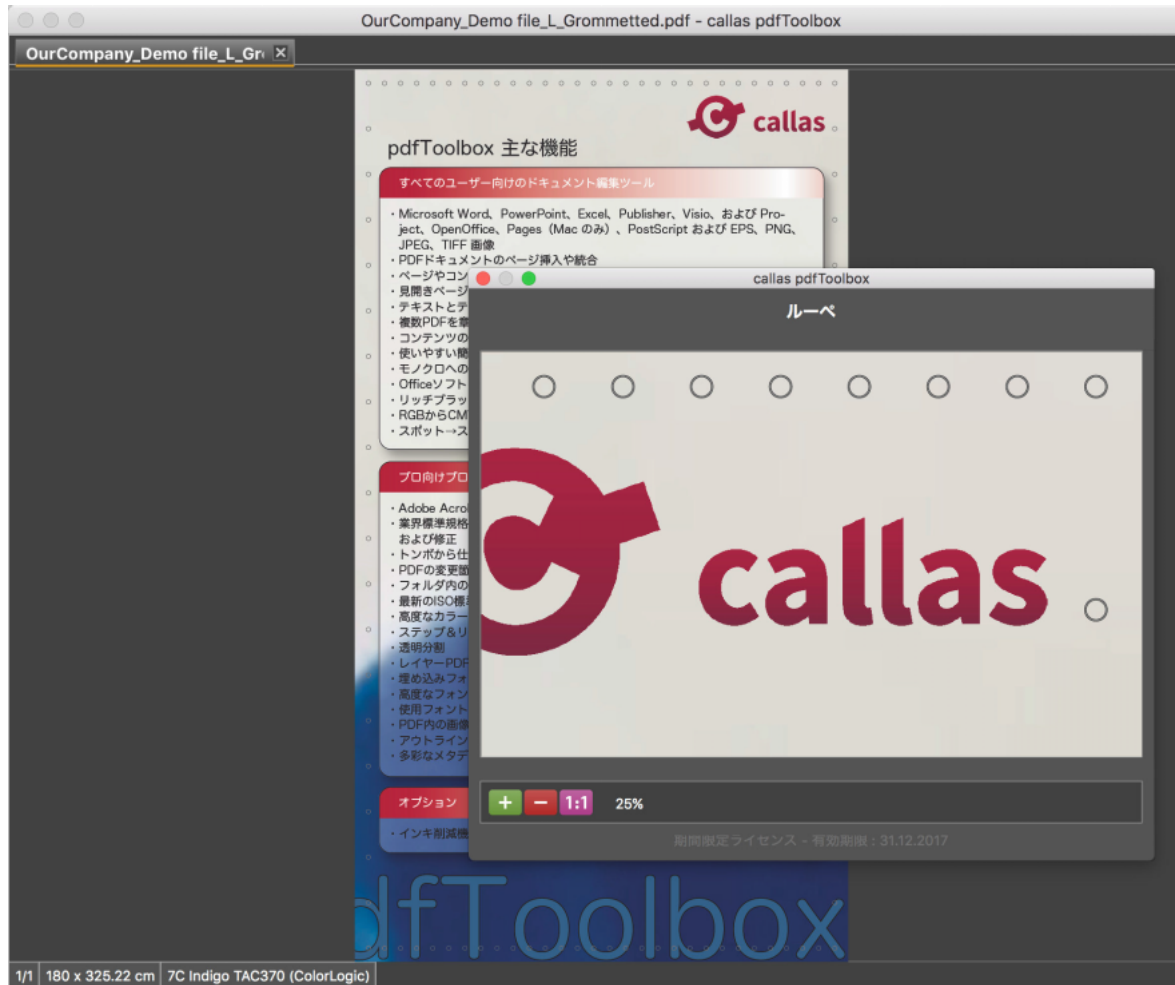 OurCompany_Demo file_L_Grommetted.pdf - callas pdfToolbox
OurCompany_Demo file_L_Gr
callas
pdfToolbox 主な機能
すべてのユーザー向けのドキュメント編集ツール
・Microsoft Word、PowerPoint、Excel、Publisher、Visio、および Pro-
ject、OpenOffice、Pages（Mac のみ）、PostScript および EPS、PNG、
JPEG、TIFF 画像
・PDFドキュメントのページ挿入や統合
・ページやコン
・見開きページ
・テキストとテ
・複数PDFを章
・コンテンツの
・使いやすい簡
・モノクロへの
・Officeソフト
・リッチブラッ
・RGBからCM
・スポット→ス
プロ向けプロ
・Adobe Acro
・業界標準規格
および修正
・トンボから仕
・PDFの変更箇
・フォルダ内の
・最新のISO標準
・高度なカラー
・ステップ＆リ
・透明分割
・レイヤーPDF
・埋め込みフォ
・高度なフォン
・使用フォント
・PDF内の画像
・アウトライン
・多彩なメタデ
オプション
・インキ削減機
dfToolbox
callas pdfToolbox
ルーペ
callas
+ − 1:1 25%
期間限定ライセンス - 有効期限 : 31.12.2017
1/1 180 x 325.22 cm 7C Indigo TAC370 (ColorLogic)